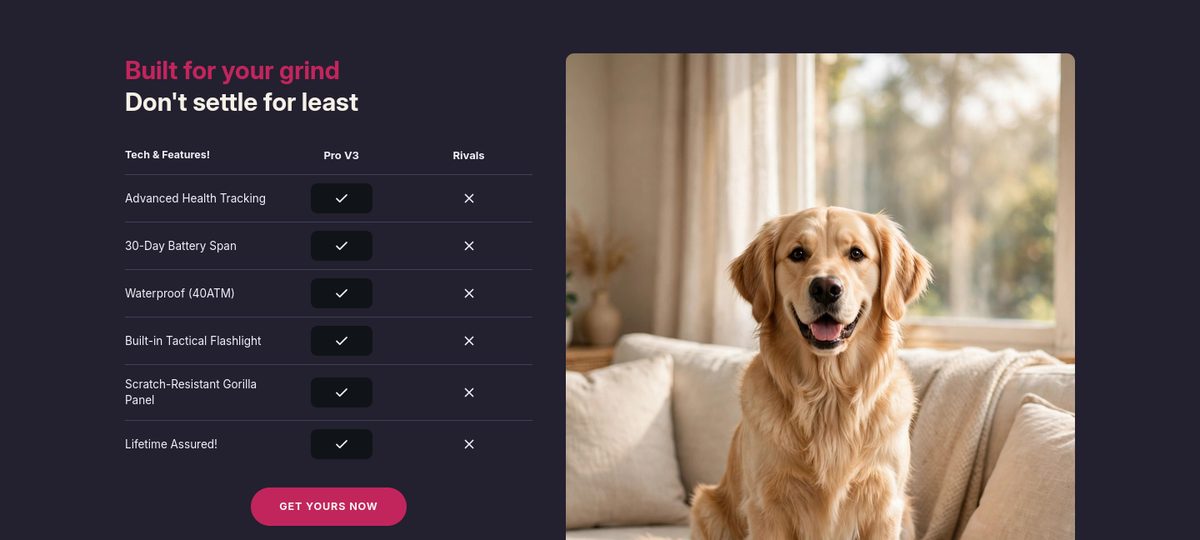 Built for your grind
Don't settle for least
Tech & Features! Pro V3 Rivals
Advanced Health Tracking
30-Day Battery Span
Waterproof (40ATM)
Built-in Tactical Flashlight
Scratch-Resistant Gorilla
Panel
Lifetime Assured!
GET YOURS NOW